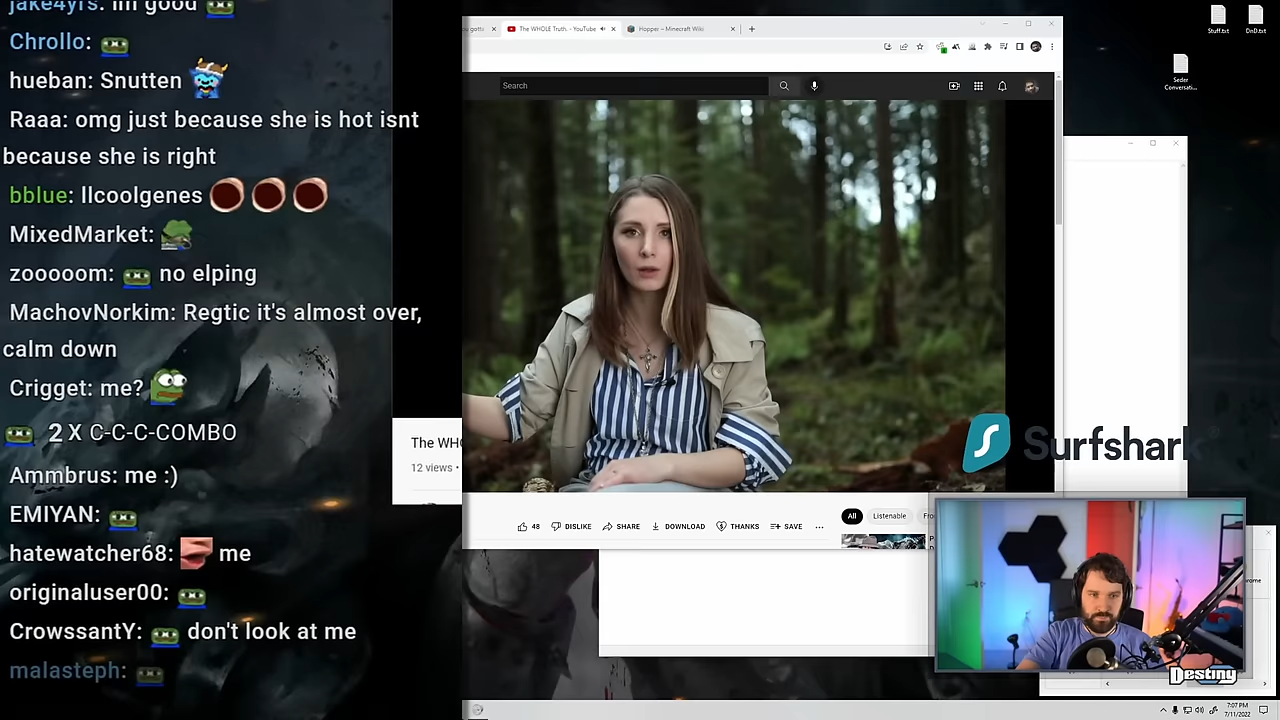 jake4yrs: im good
Chrollo:
hueban: Snutten
Raaa: omg just because she is hot isnt
because she is right
bblue: llcoolgenes
MixedMarket:
zooooom: no elping
MachovNorkim: Regtic it's almost over,
calm down
Crigget: me?
2 X C-C-C-COMBO
Ammbrus: me :)
EMIYAN:
hatewatcher68: me
originaluser00:
CrowssantY: don't look at me
malasteph:
The WHOLE Truth. - YouTube
Hopper – Minecraft Wiki
Search
The WHO
12 views •
48
DISLIKE
SHARE
DOWNLOAD
THANKS
SAVE
All
Listenable
Fro
Surfshark
Stuff.txt
DnD.txt
Seder
Conversati...
Destiny
7:07 PM
7/11/2022